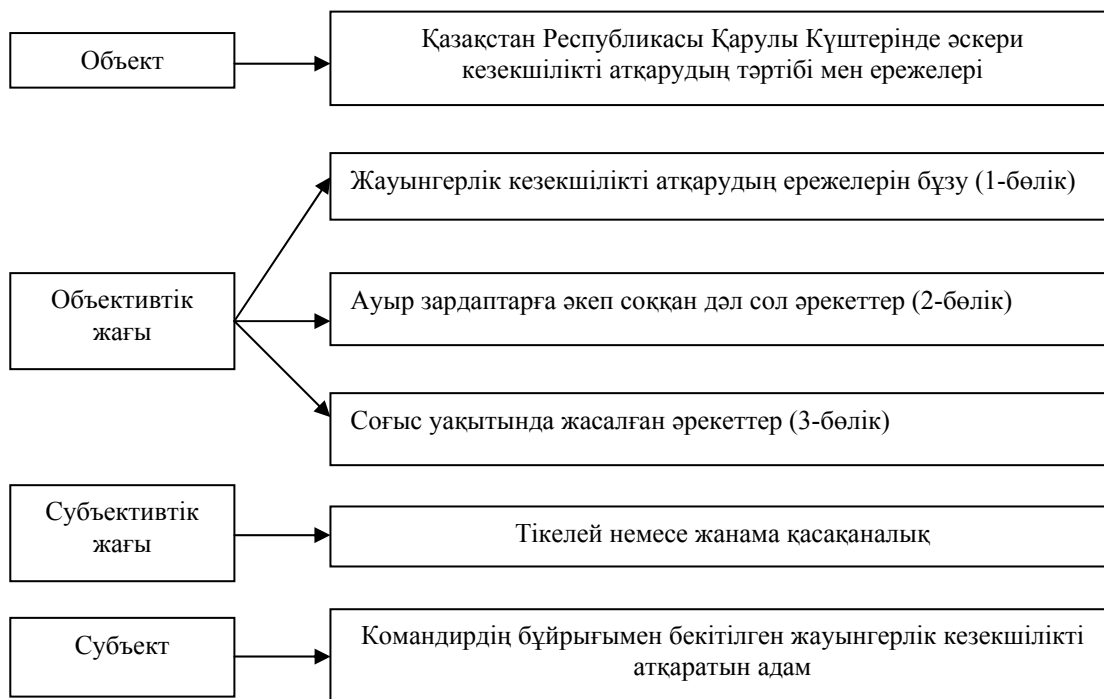 Объект
Қазақстан Республикасы Қарулы Күштерінде әскери
кезекшілікті атқарудың тәртібі мен ережелері
Объективтік
жағы
Жауынгерлік кезекшілікті атқарудың ережелерін бұзу (1-бөлік)
Ауыр зардаптарға әкеп соққан дәл сол әрекеттер (2-бөлік)
Соғыс уақытында жасалған әрекеттер (3-бөлік)
Субъективтік
жағы
Тікелей немесе жанама қасақаналық
Субъект
Командирдің бұйрығымен бекітілген жауынгерлік кезекшілікті
атқаратын адам